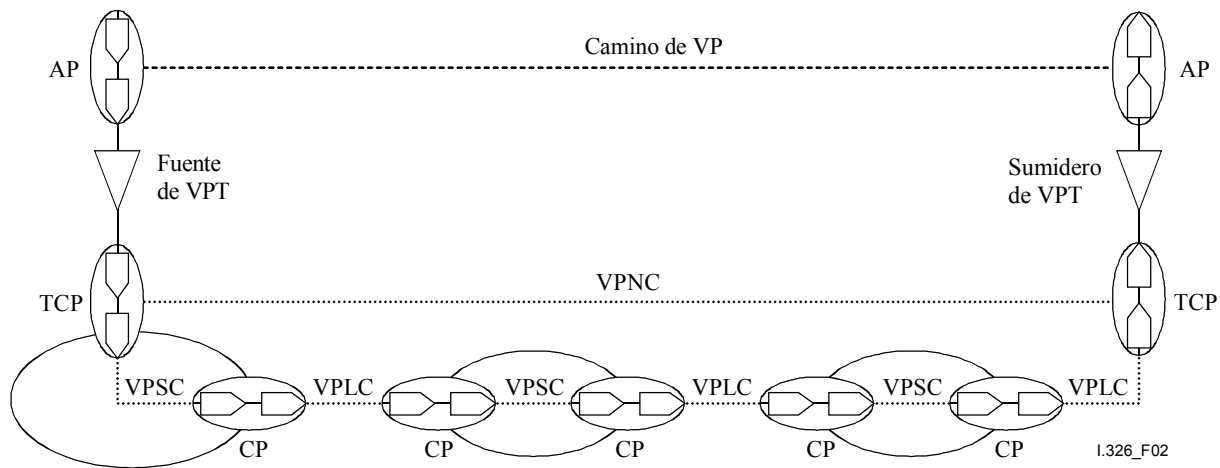 Camino de VP
AP
AP
Fuente
de VPT
Sumidero
de VPT
TCP
VPNC
TCP
VPSC
VPLC
VPSC
VPLC
VPSC
VPLC
CP
CP
CP
CP
CP
I.326_F02